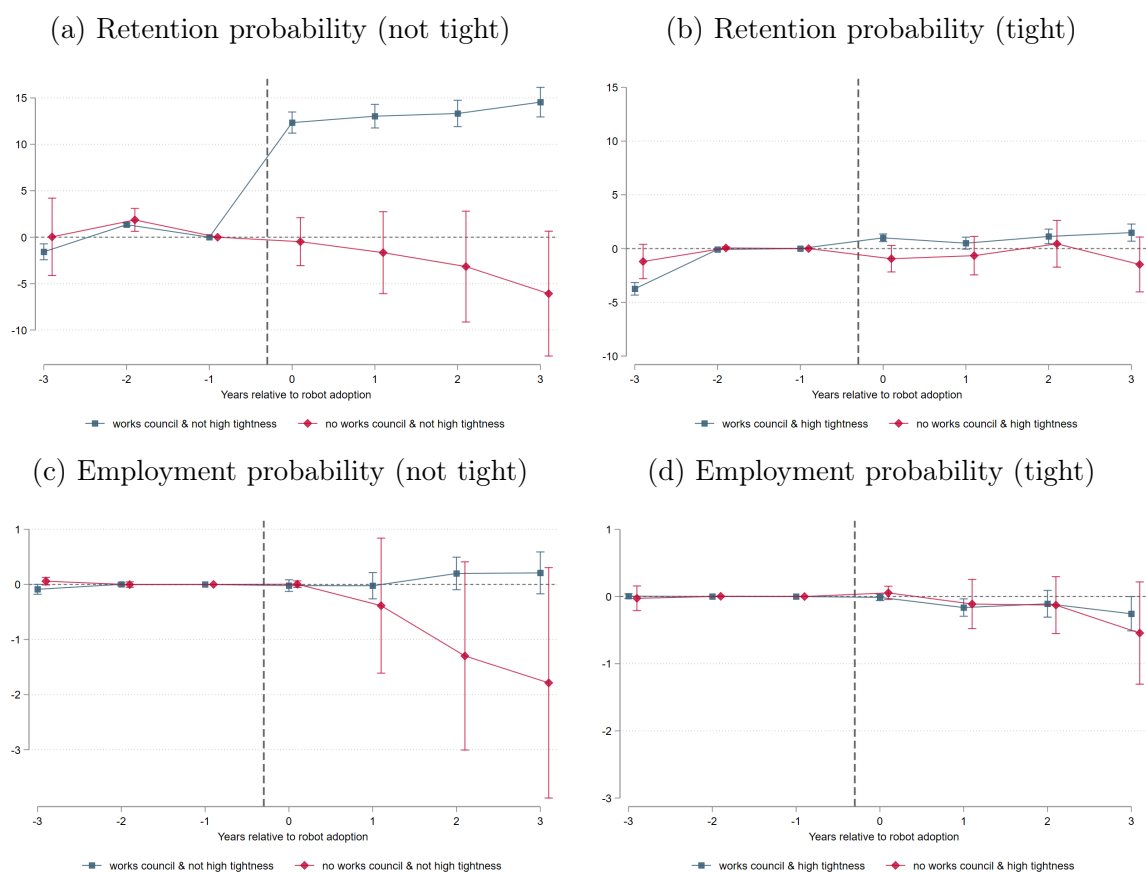 (a) Retention probability (not tight)
15
10
5
0
-5
-10
-3 -2 -1 0 1 2 3
Years relative to robot adoption
works council & not high tightness no works council & not high tightness
(b) Retention probability (tight)
15
10
5
0
-5
-10
-3 -2 -1 0 1 2 3
Years relative to robot adoption
works council & high tightness no works council & high tightness
(c) Employment probability (not tight)
1
0
-1
-2
-3
-3 -2 -1 0 1 2 3
Years relative to robot adoption
works council & not high tightness no works council & not high tightness
(d) Employment probability (tight)
1
0
-1
-2
-3
-3 -2 -1 0 1 2 3
Years relative to robot adoption
works council & high tightness no works council & high tightness